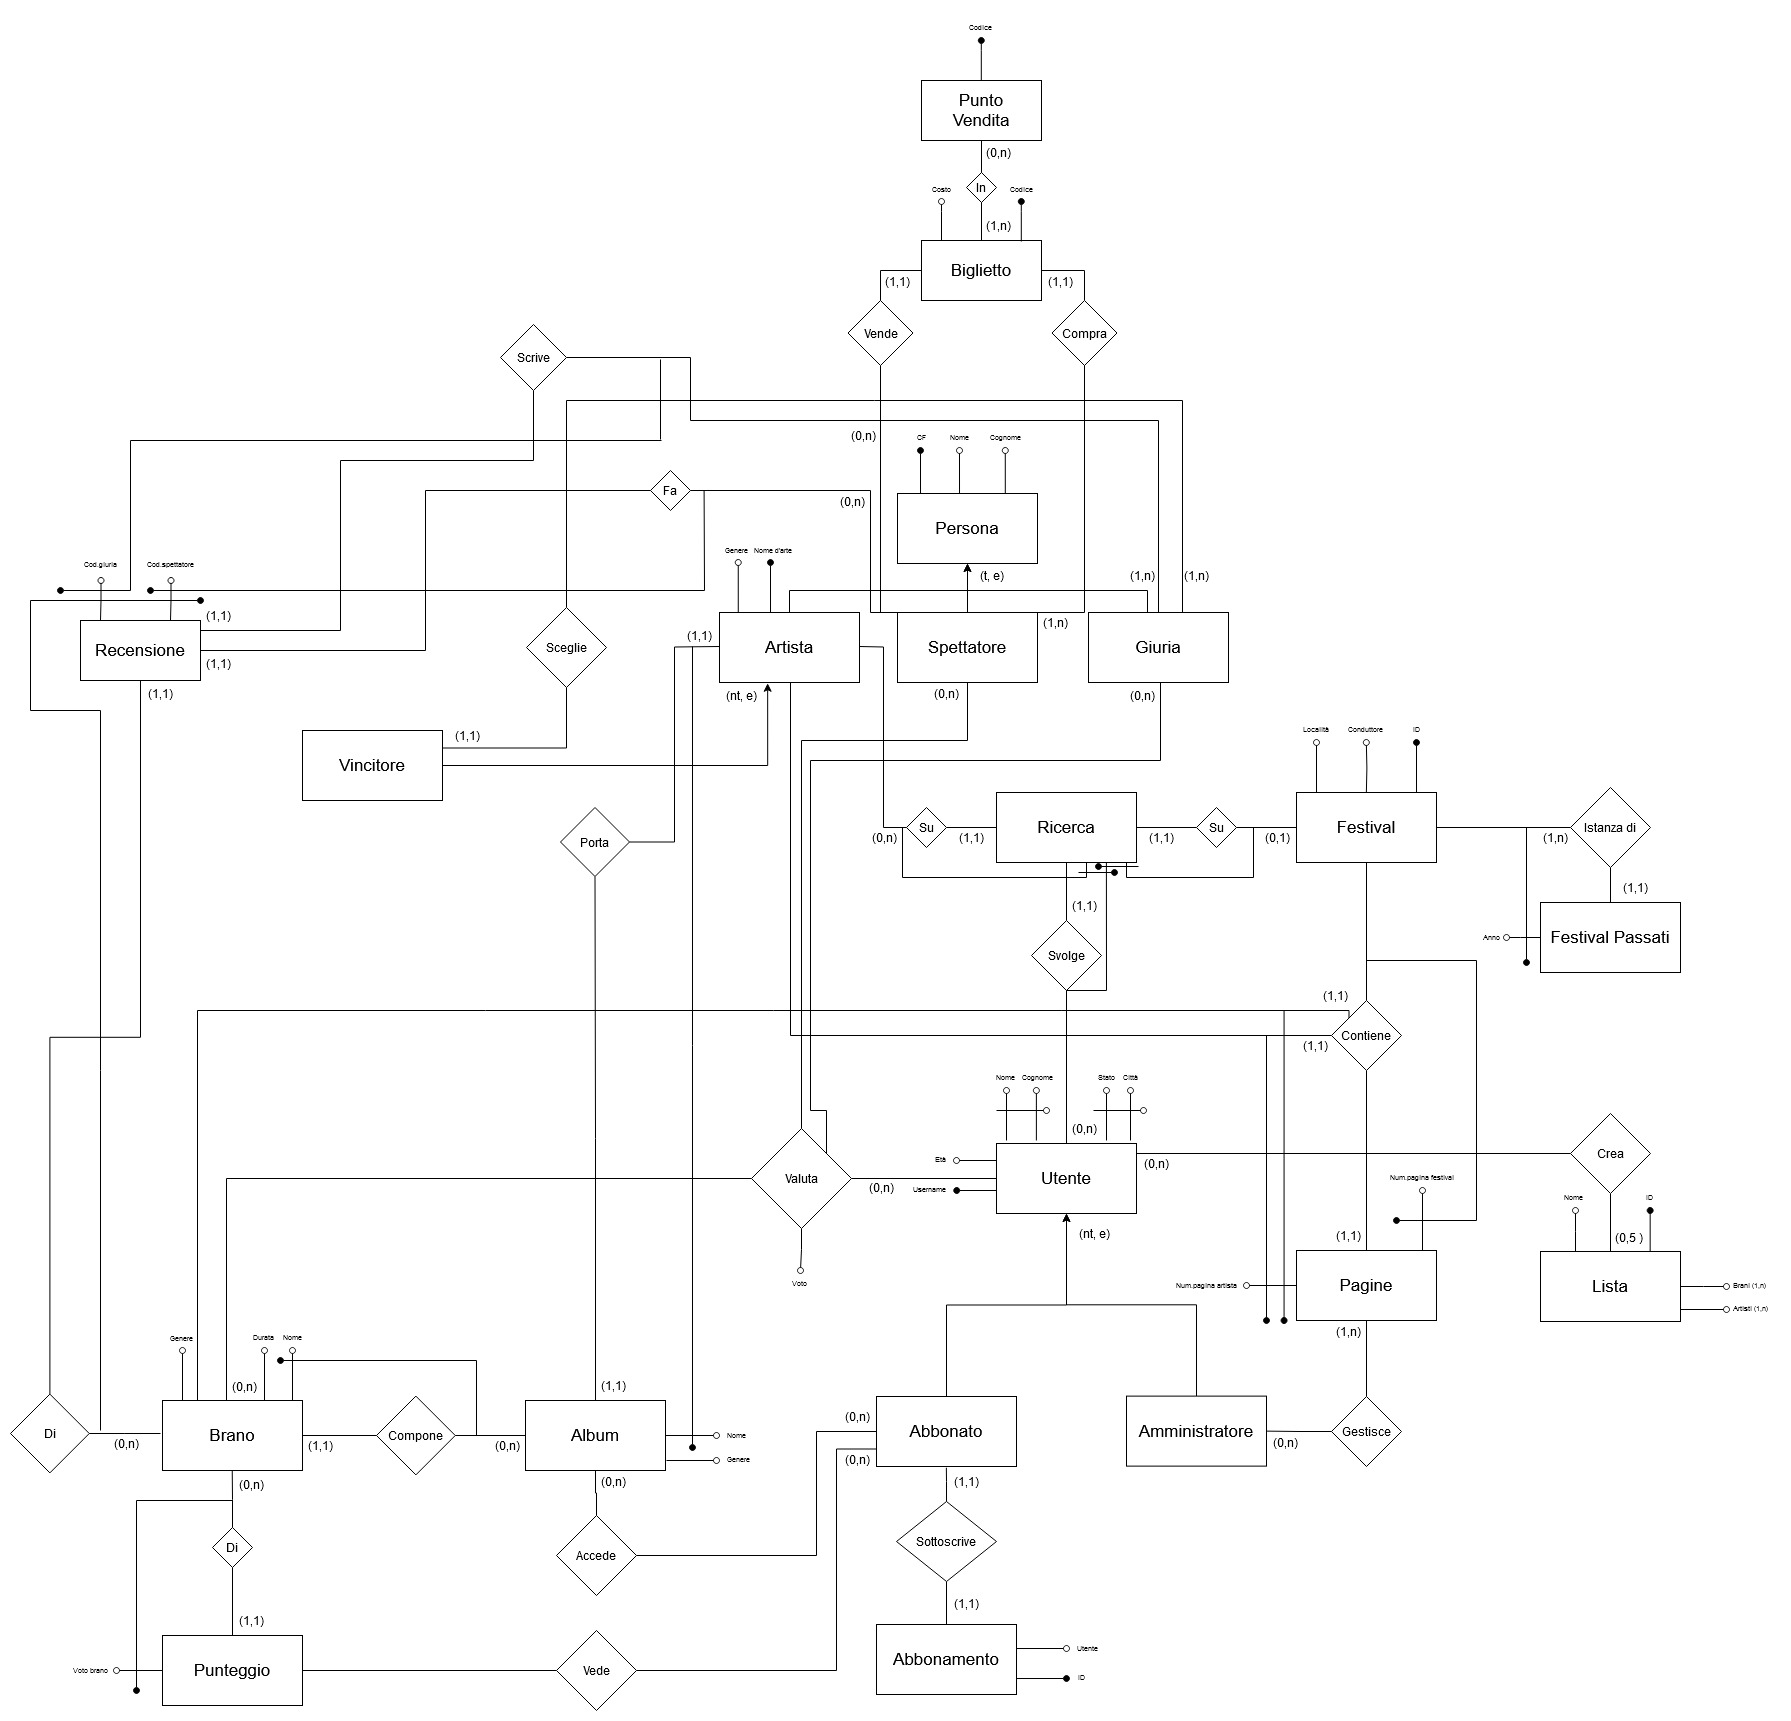 Codice
Punto
Vendita
(0,n)
In
Costo
Codice
(1,n)
Biglietto
(1,1)
(1,1)
Vende
Compra
Scrive
(0,n)
CF
Nome
Cognome
Fa
(0,n)
Persona
Genere
Nome d'arte
Cod.giuria
Cod.spettatore
(t, e)
(1,n)
(1,n)
(1,1)
(1,1)
(1,n)
Recensione
Sceglie
Artista
Spettatore
Giuria
(1,1)
(1,1)
(nt, e)
(0,n)
(0,n)
(1,1)
Vincitore
Località
Conduttore
ID
Porta
(0,n)
Su
(1,1)
Ricerca
(1,1)
Su
(0,1)
Festival
(1,n)
Istanza di
(1,1)
(1,1)
Anno
Festival Passati
Svolge
(1,1)
Contiene
(1,1)
Nome
Cognome
Stato
Città
(0,n)
Età
Utente
(0,n)
Crea
Valuta
(0,n)
Username
Num.pagina festival
Nome
ID
(nt, e)
(1,1)
(0,5 )
Voto
Num.pagina artista
Pagine
Lista
Brani (1,n)
Artisti (1,n)
Genere
Durata
Nome
(1,n)
(0,n)
(1,1)
Di
(0,n)
Brano
(1,1)
Compone
(0,n)
Album
Nome
Genere
(0,n)
(0,n)
Abbonato
Amministratore
(0,n)
Gestisce
(0,n)
(0,n)
(1,1)
Di
Accede
Sottoscrive
(1,1)
(1,1)
Voto brano
Punteggio
Vede
Abbonamento
Utente
ID